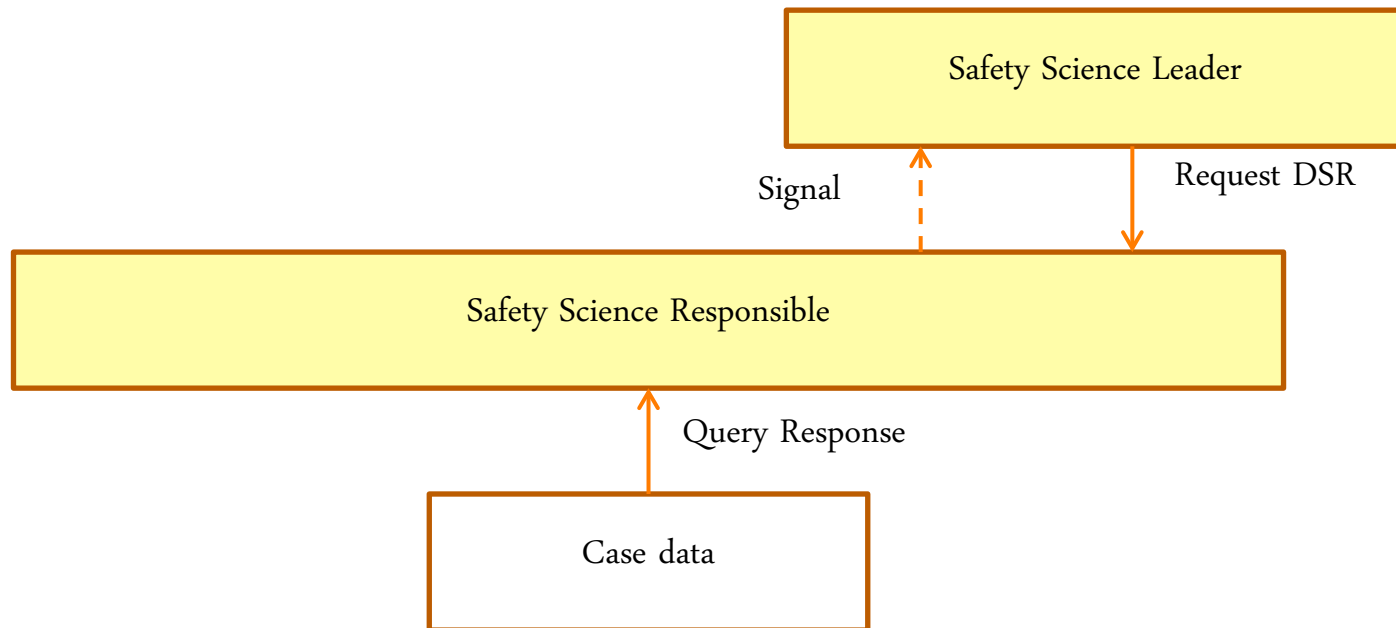 Safety Science Leader
Signal
Request DSR
Safety Science Responsible
Query Response
Case data